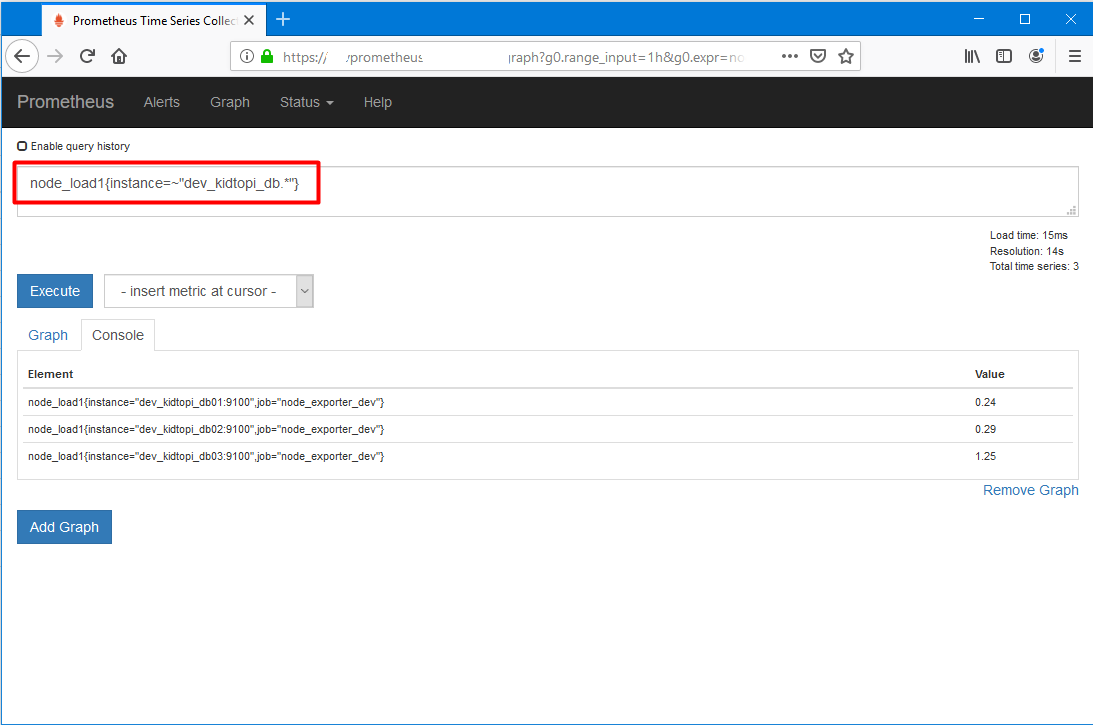 Prometheus Time Series Collec
https:// /prometheus graph?g0.range_input=1h&g0.expr=no
Prometheus Alerts Graph Status Help
Enable query history
node_load1{instance=~"dev_kidtopi_db.*"}
Load time: 15ms
Resolution: 14s
Total time series: 3
Execute - insert metric at cursor -
Graph Console
Element Value
node_load1{instance="dev_kidtopi_db01:9100",job="node_exporter_dev"} 0.24
node_load1{instance="dev_kidtopi_db02:9100",job="node_exporter_dev"} 0.29
node_load1{instance="dev_kidtopi_db03:9100",job="node_exporter_dev"} 1.25
Remove Graph
Add Graph